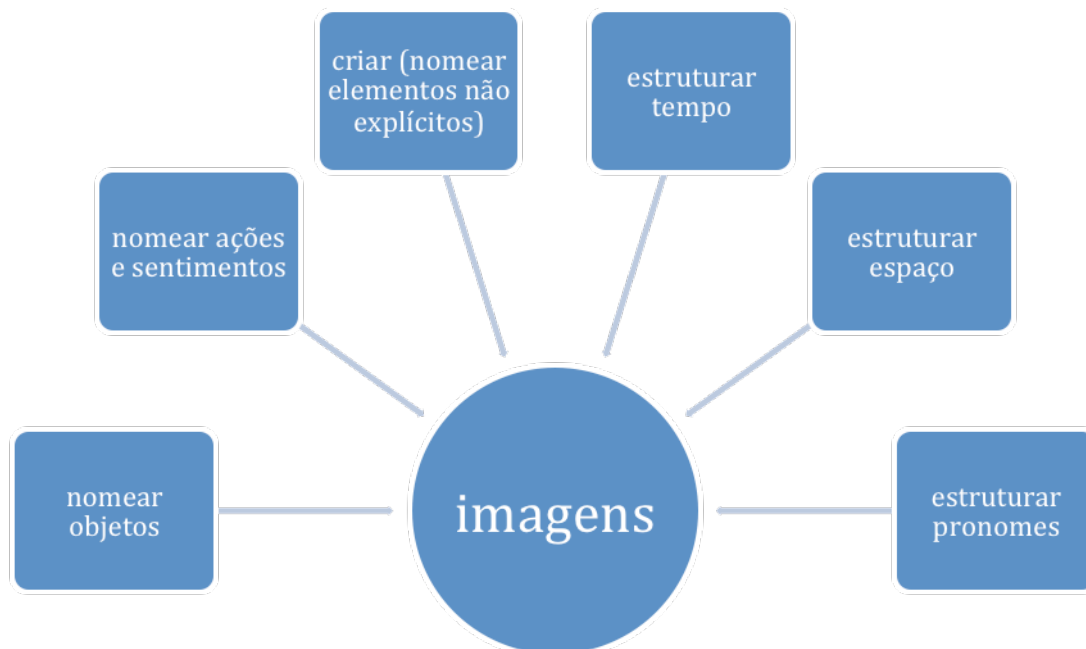 criar (nomear
elementos não
explícitos)
estruturar
tempo
nomear ações
e sentimentos
estruturar
espaço
nomear
objetos
imagens
estruturar
pronomes